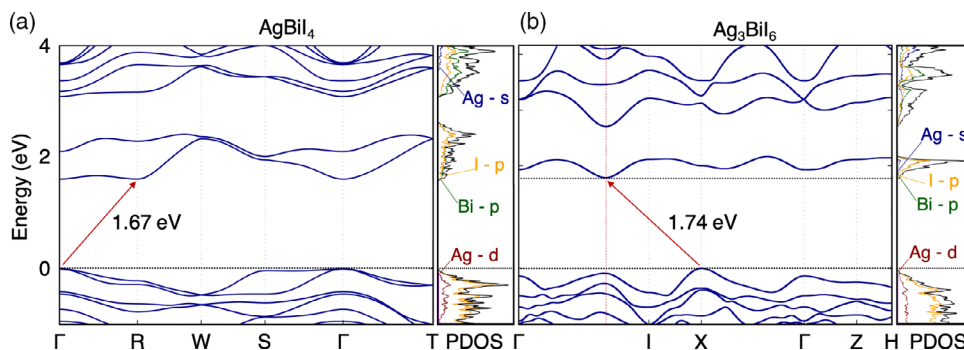 (a)
AgBiI₄
4
2
0
Energy (eV)
1.67 eV
Ag - s
I - p
Bi - p
Ag - d
Γ R W S Γ T PDOS
(b)
Ag₃BiI₆
1.74 eV
Ag - s
I - p
Bi - p
Ag - d
Γ I X Γ Z H PDOS